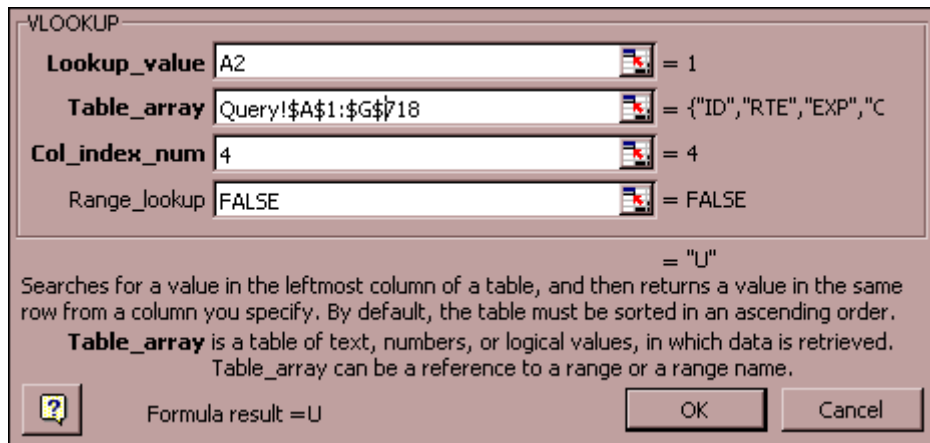 VLOOKUP
Lookup_value A2 = 1
Table_array Query!$A$1:$G$718 = {"ID","RTE","EXP","C
Col_index_num 4 = 4
Range_lookup FALSE = FALSE
= "U"
Searches for a value in the leftmost column of a table, and then returns a value in the same
row from a column you specify. By default, the table must be sorted in an ascending order.
Table_array is a table of text, numbers, or logical values, in which data is retrieved.
Table_array can be a reference to a range or a range name.
? Formula result =U OK Cancel